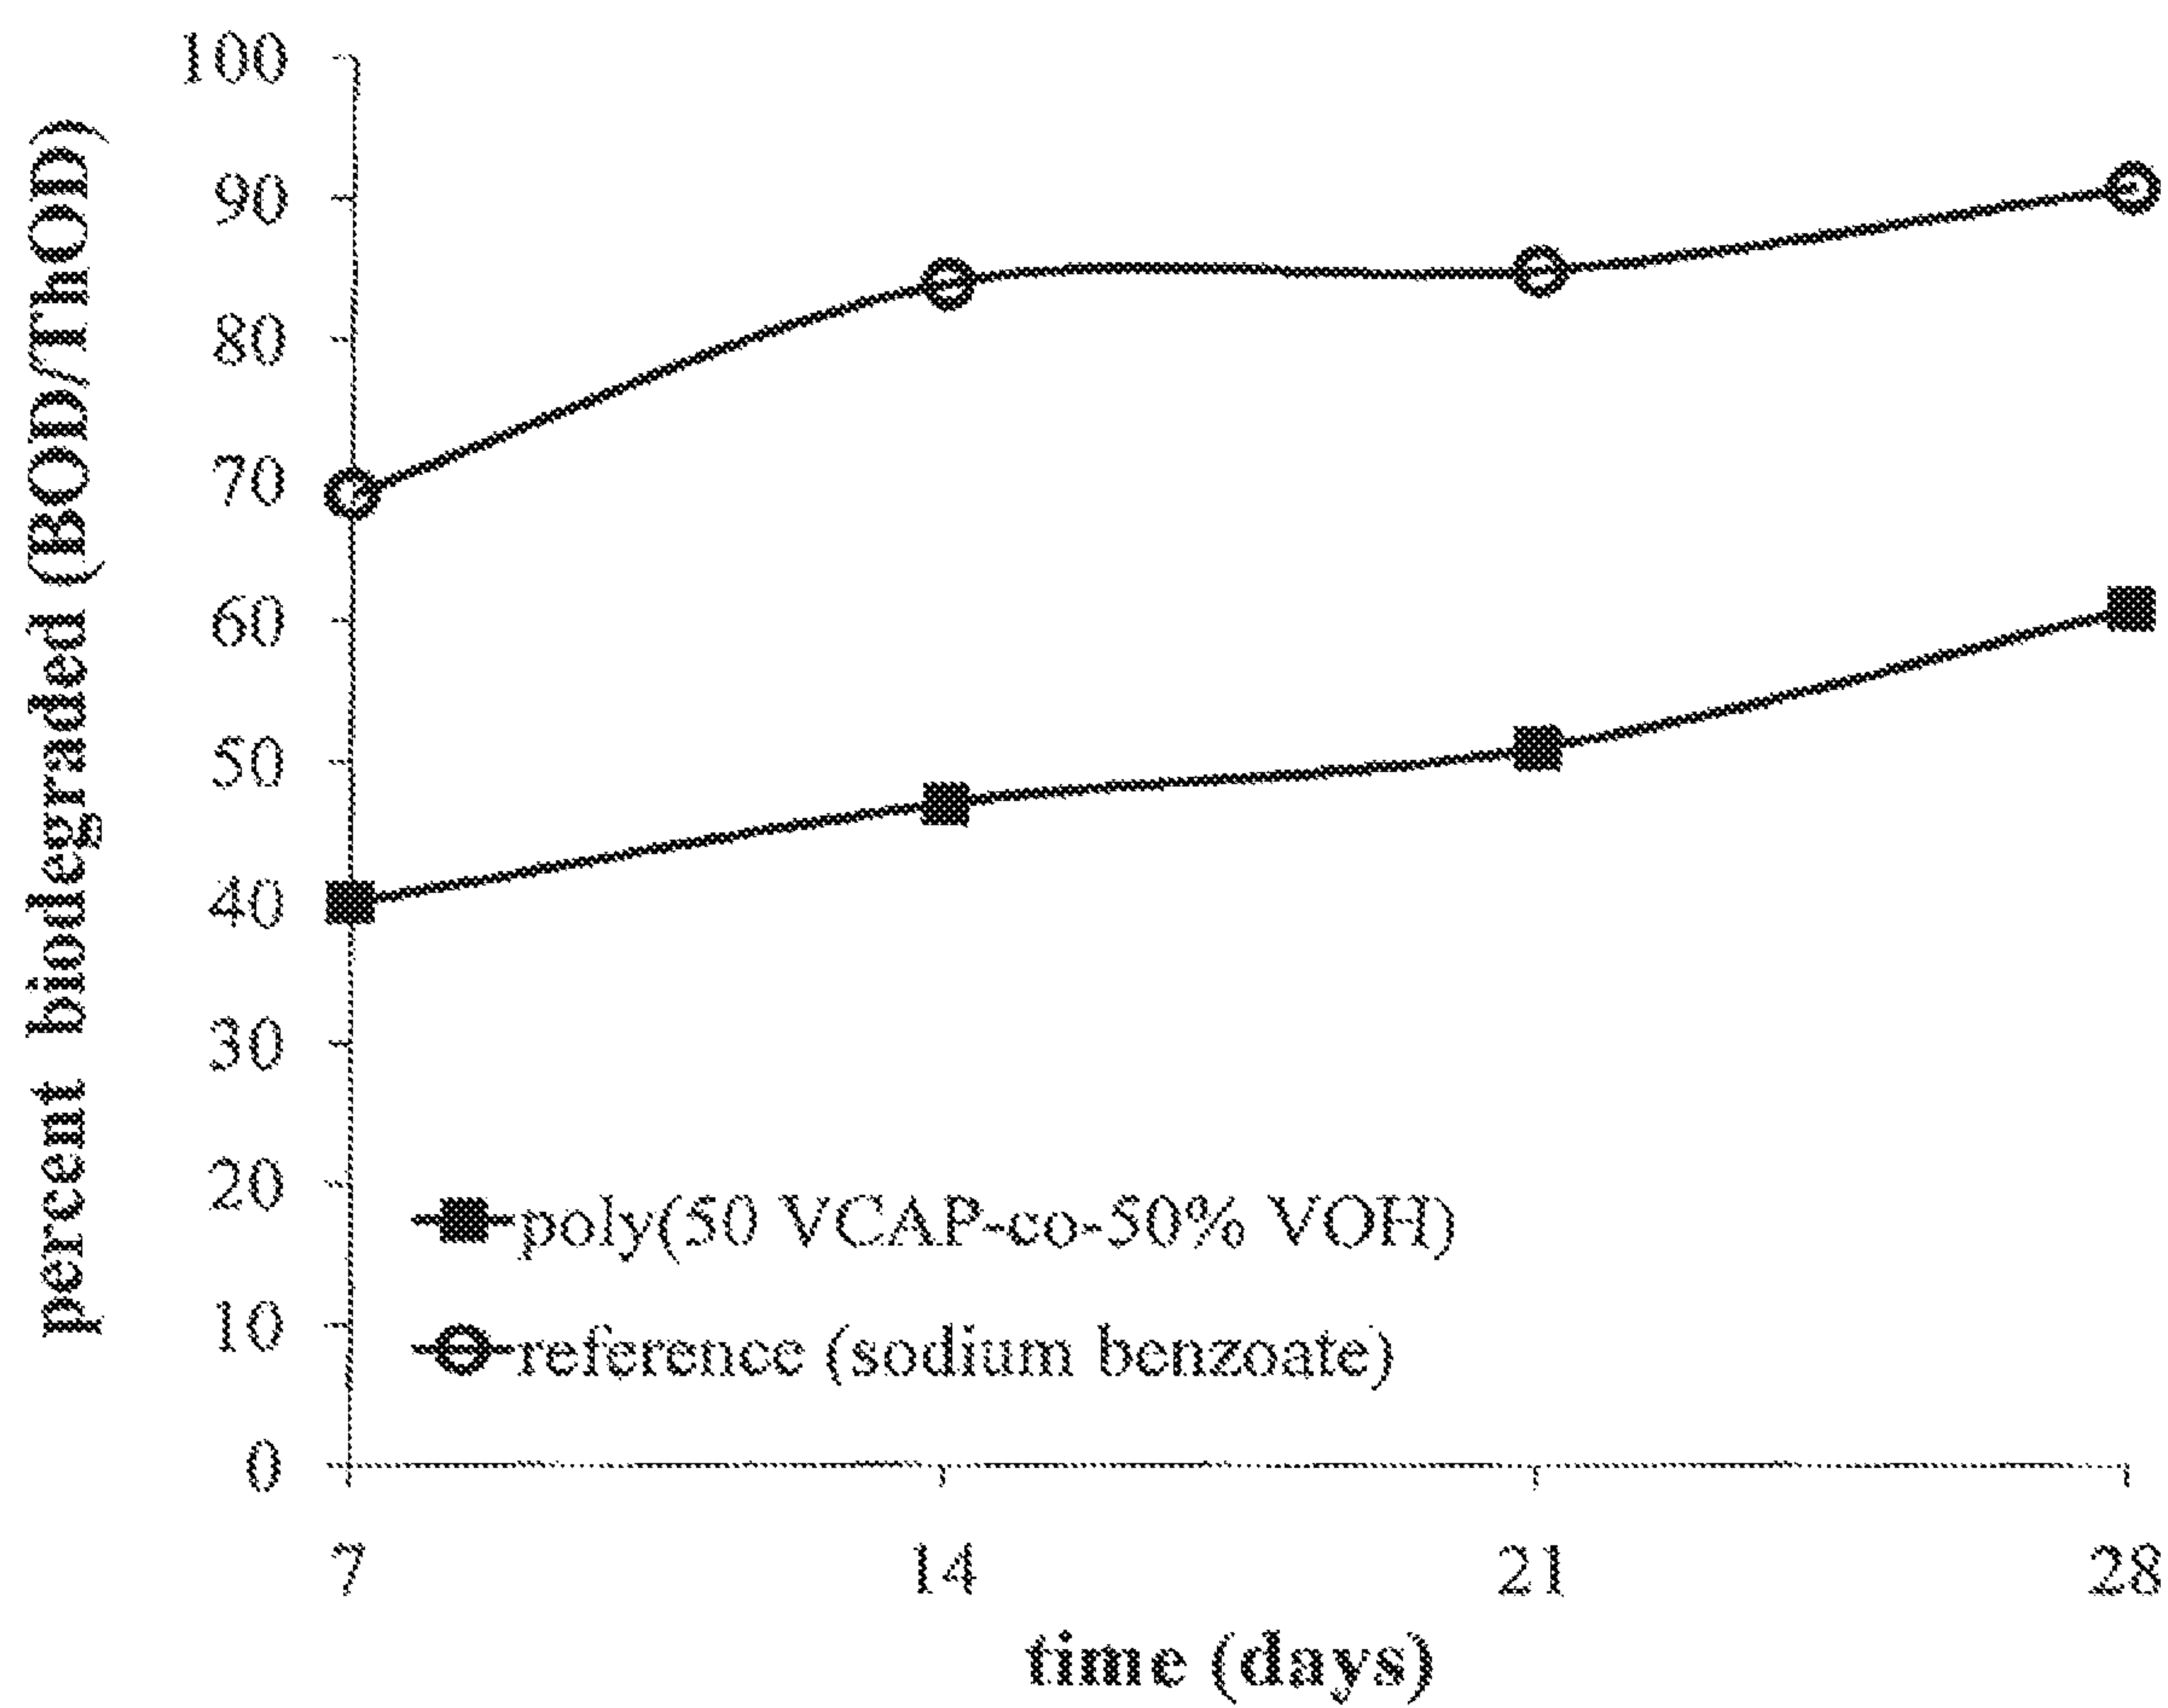 percent biodegraded (BOD/ThOD)
100
90
80
70
60
50
40
30
20
10
0
poly(50 VCAP-co-50% VOH)
reference (sodium benzoate)
7 14 21 28
time (days)